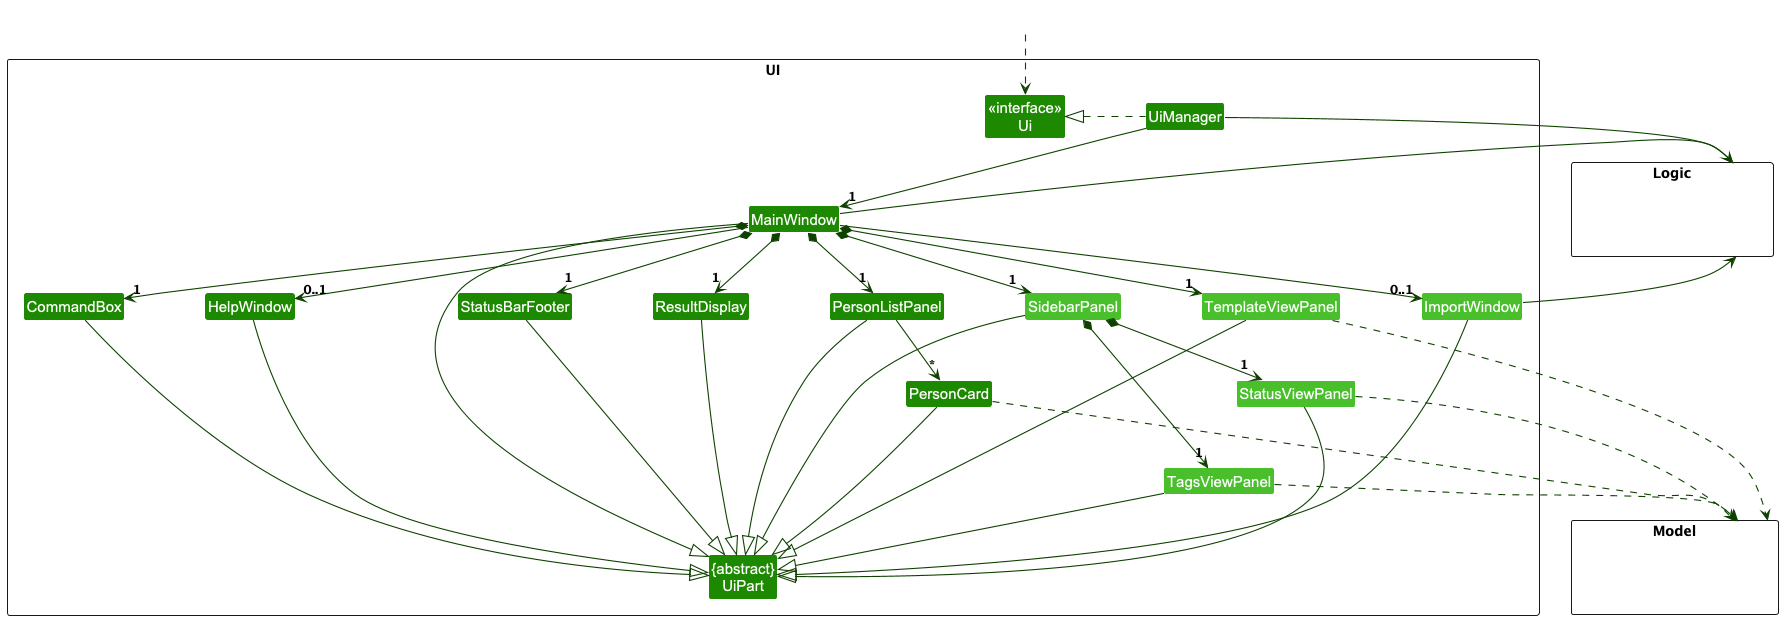 UI
«interface»
Ui
UiManager
Logic
1
MainWindow
1
0..1
1
1
1
1
1
0..1
CommandBox
HelpWindow
StatusBarFooter
ResultDisplay
PersonListPanel
SidebarPanel
TemplateViewPanel
ImportWindow
*
1
PersonCard
StatusViewPanel
1
TagsViewPanel
Model
{abstract}
UiPart